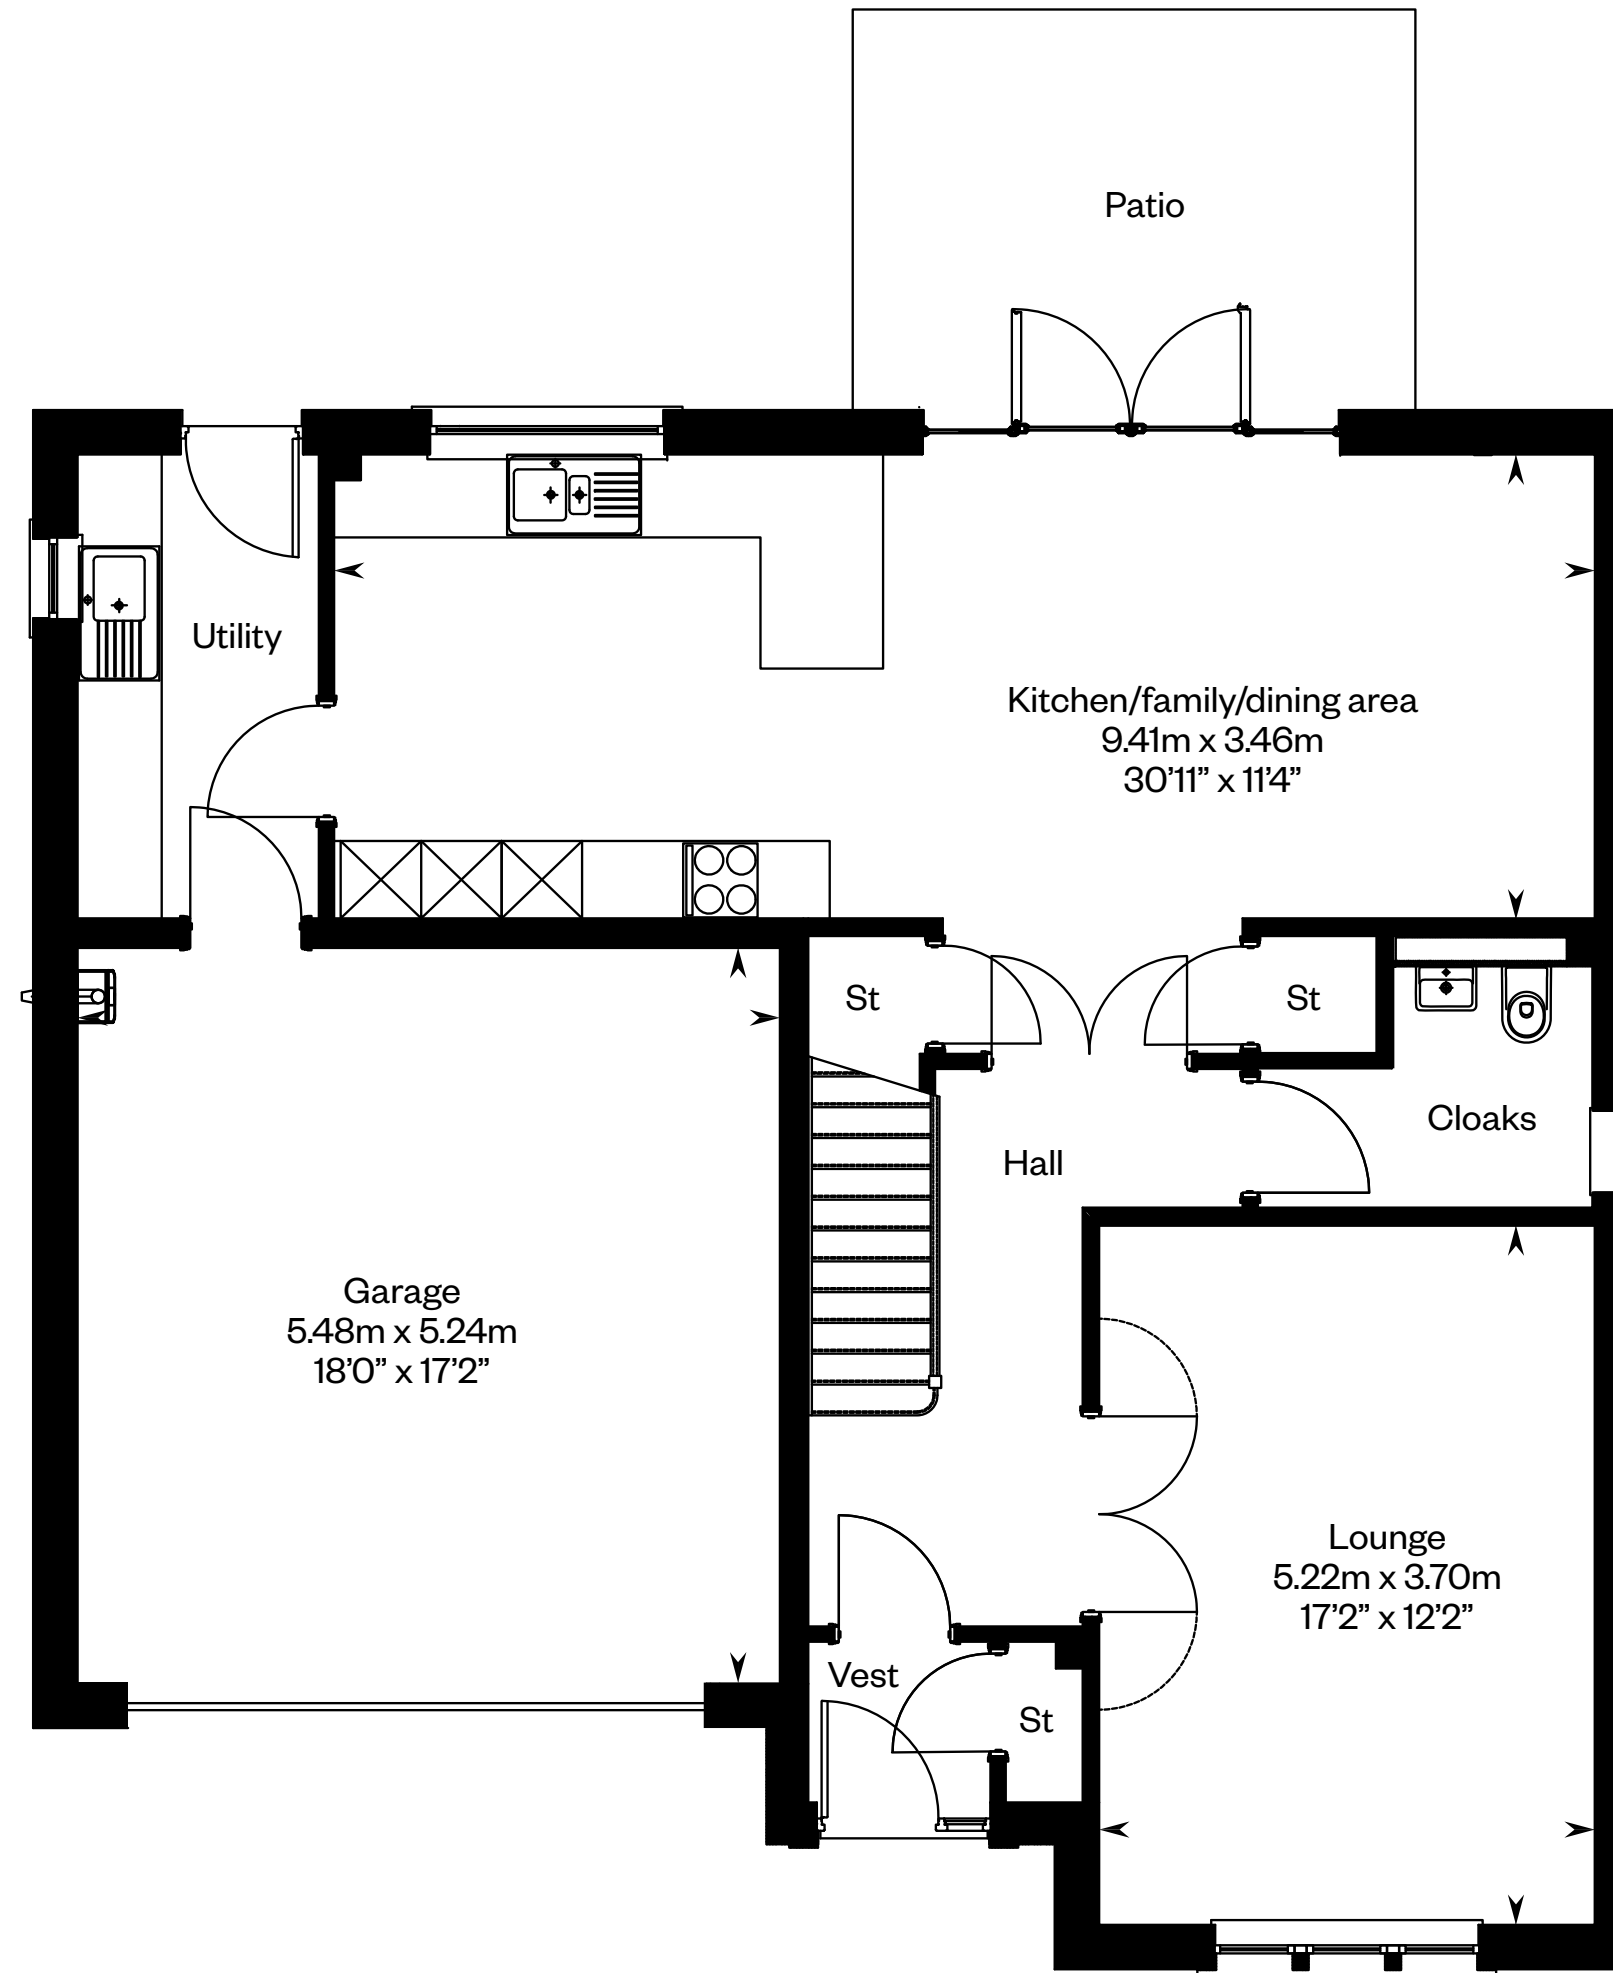 Patio
Utility
Kitchen/family/dining area
9.41m x 3.46m
30’11” x 11’4”
St
St
Cloaks
Hall
Garage
5.48m x 5.24m
18’0” x 17’2”
Lounge
5.22m x 3.70m
17’2” x 12’2”
Vest
St